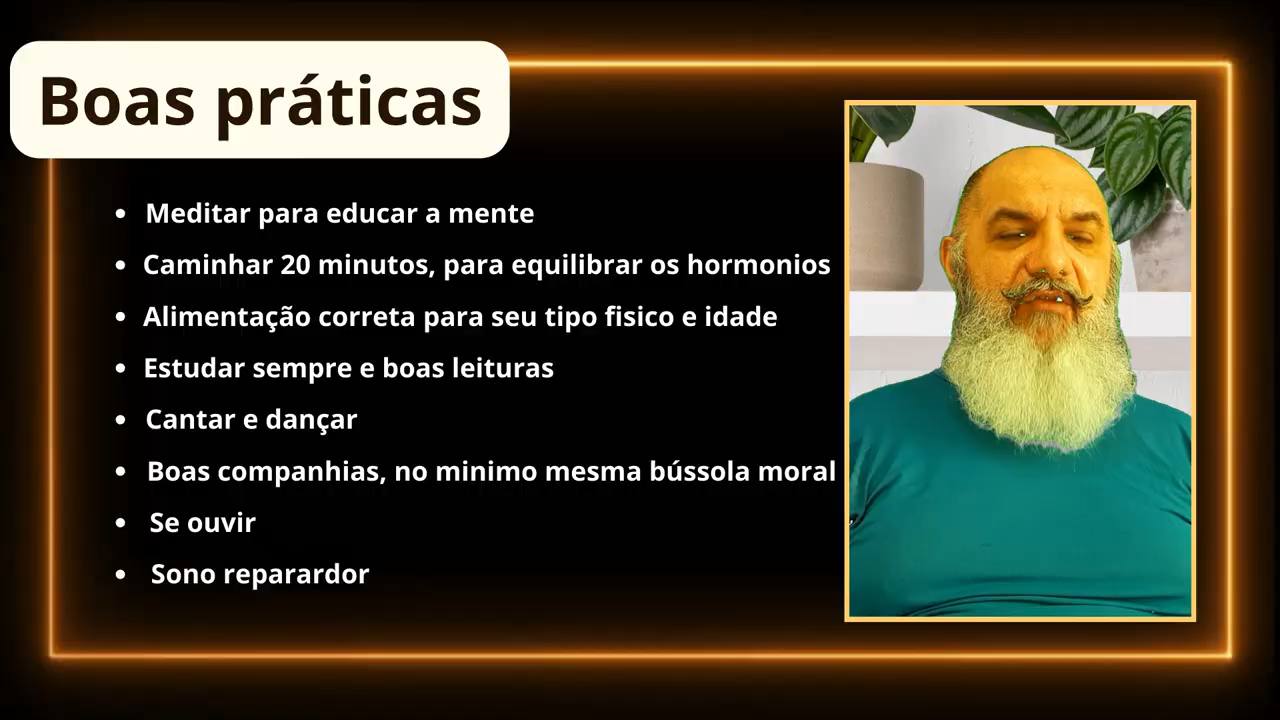 Boas práticas
• Meditar para educar a mente
• Caminhar 20 minutos, para equilibrar os hormonios
• Alimentação correta para seu tipo fisico e idade
• Estudar sempre e boas leituras
• Cantar e dançar
• Boas companhias, no minimo mesma bússola moral
• Se ouvir
• Sono reparardor